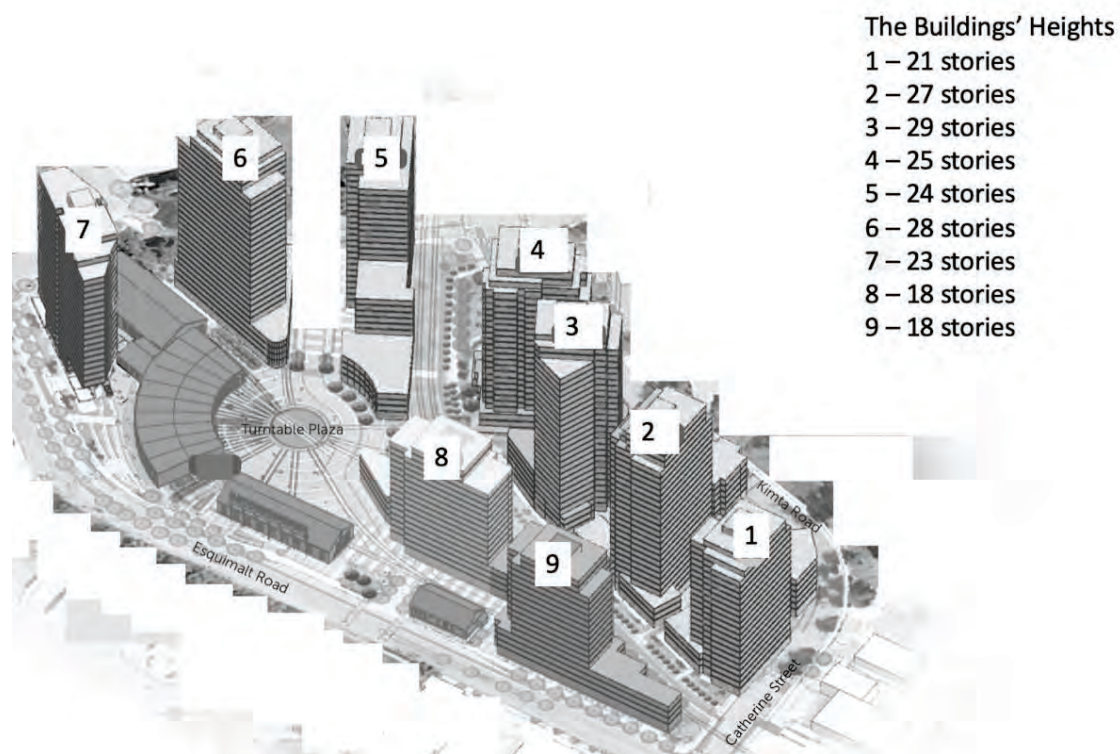 The Buildings’ Heights
1 – 21 stories
2 – 27 stories
3 – 29 stories
4 – 25 stories
5 – 24 stories
6 – 28 stories
7 – 23 stories
8 – 18 stories
9 – 18 stories
6
5
7
4
3
Turntable Plaza
2
8
Kimta Road
1
9
Esquimalt Road
Catherine Street